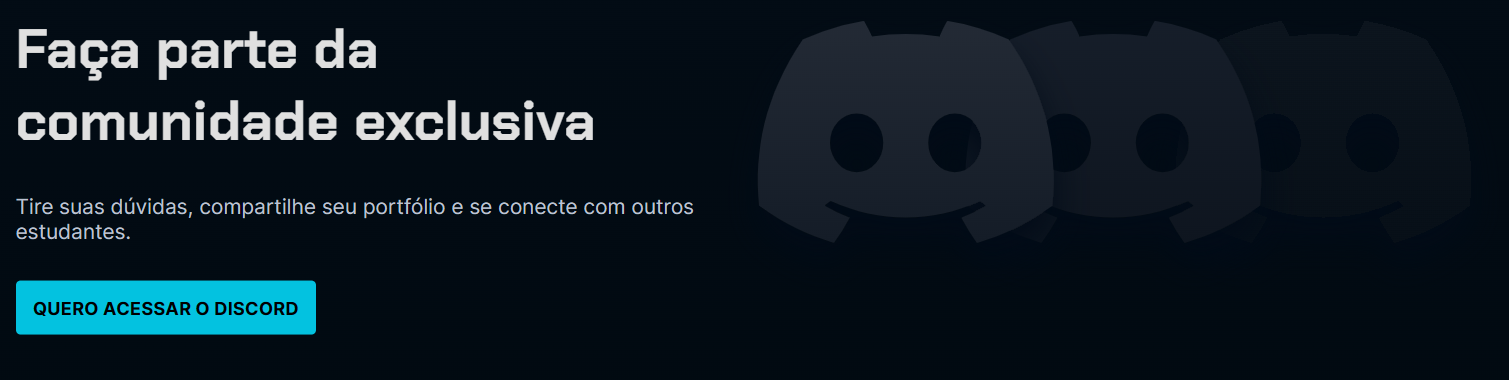 Faça parte da
comunidade exclusiva
Tire suas dúvidas, compartilhe seu portfólio e se conecte com outros
estudantes.
QUERO ACESSAR O DISCORD